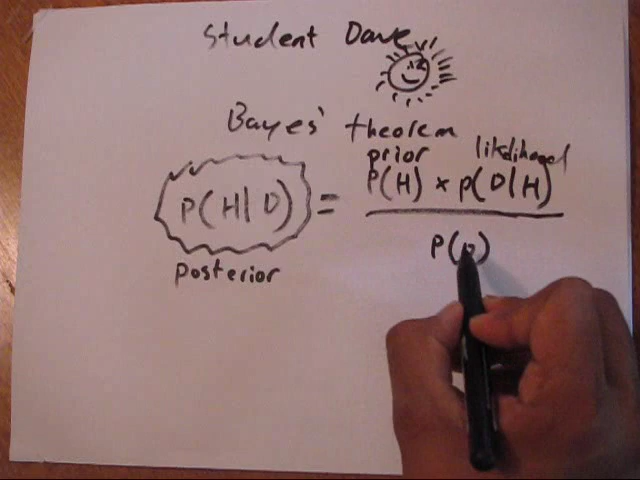 Student Dave
Bayes' theorem
prior likelihood
P(H|D) = P(H) × P(D|H)
P(D)
posterior